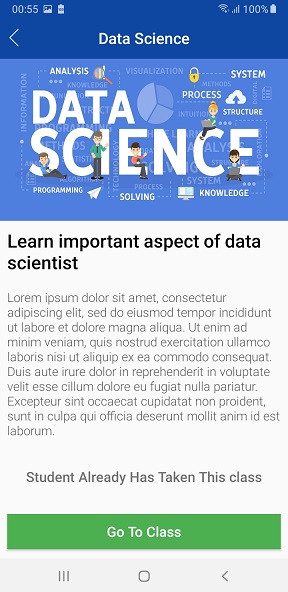 00:55 100%
Data Science
ANALYSIS VISUALIZATION SYSTEM
KNOWLEDGE PROCESS
INFORMATION STRUCTURE
DATA
INTUITION
SCIENCE
TECHNOLOGY
PROCESS
SYSTEM
PROGRAMMING SOLVING KNOWLEDGE
Learn important aspect of data
scientist
Lorem ipsum dolor sit amet, consectetur
adipiscing elit, sed do eiusmod tempor incididunt
ut labore et dolore magna aliqua. Ut enim ad
minim veniam, quis nostrud exercitation ullamco
laboris nisi ut aliquip ex ea commodo consequat.
Duis aute irure dolor in reprehenderit in voluptate
velit esse cillum dolore eu fugiat nulla pariatur.
Excepteur sint occaecat cupidatat non proident,
sunt in culpa qui officia deserunt mollit anim id est
laborum.
Student Already Has Taken This class
Go To Class